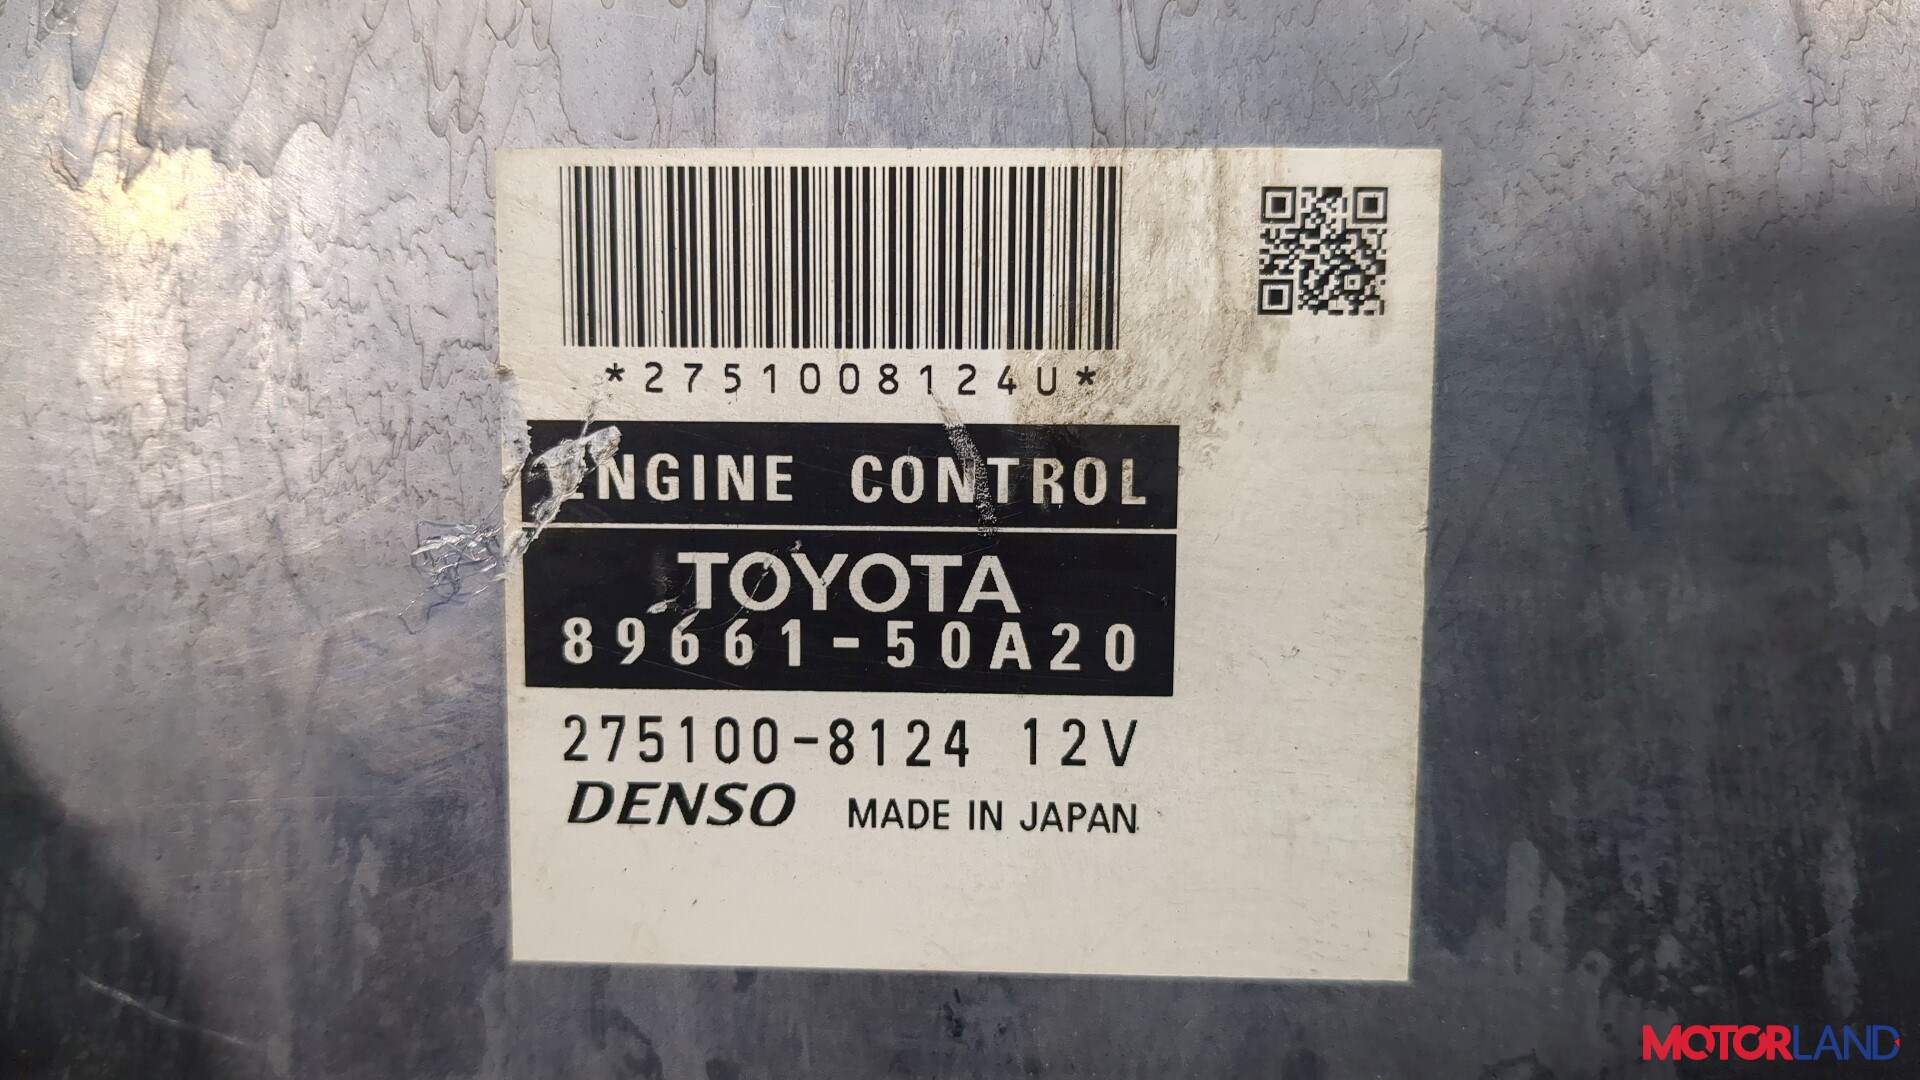 *2751008124U*
ENGINE CONTROL
TOYOTA
89661-50A20
275100-8124 12V
DENSO MADE IN JAPAN
MOTORLAND